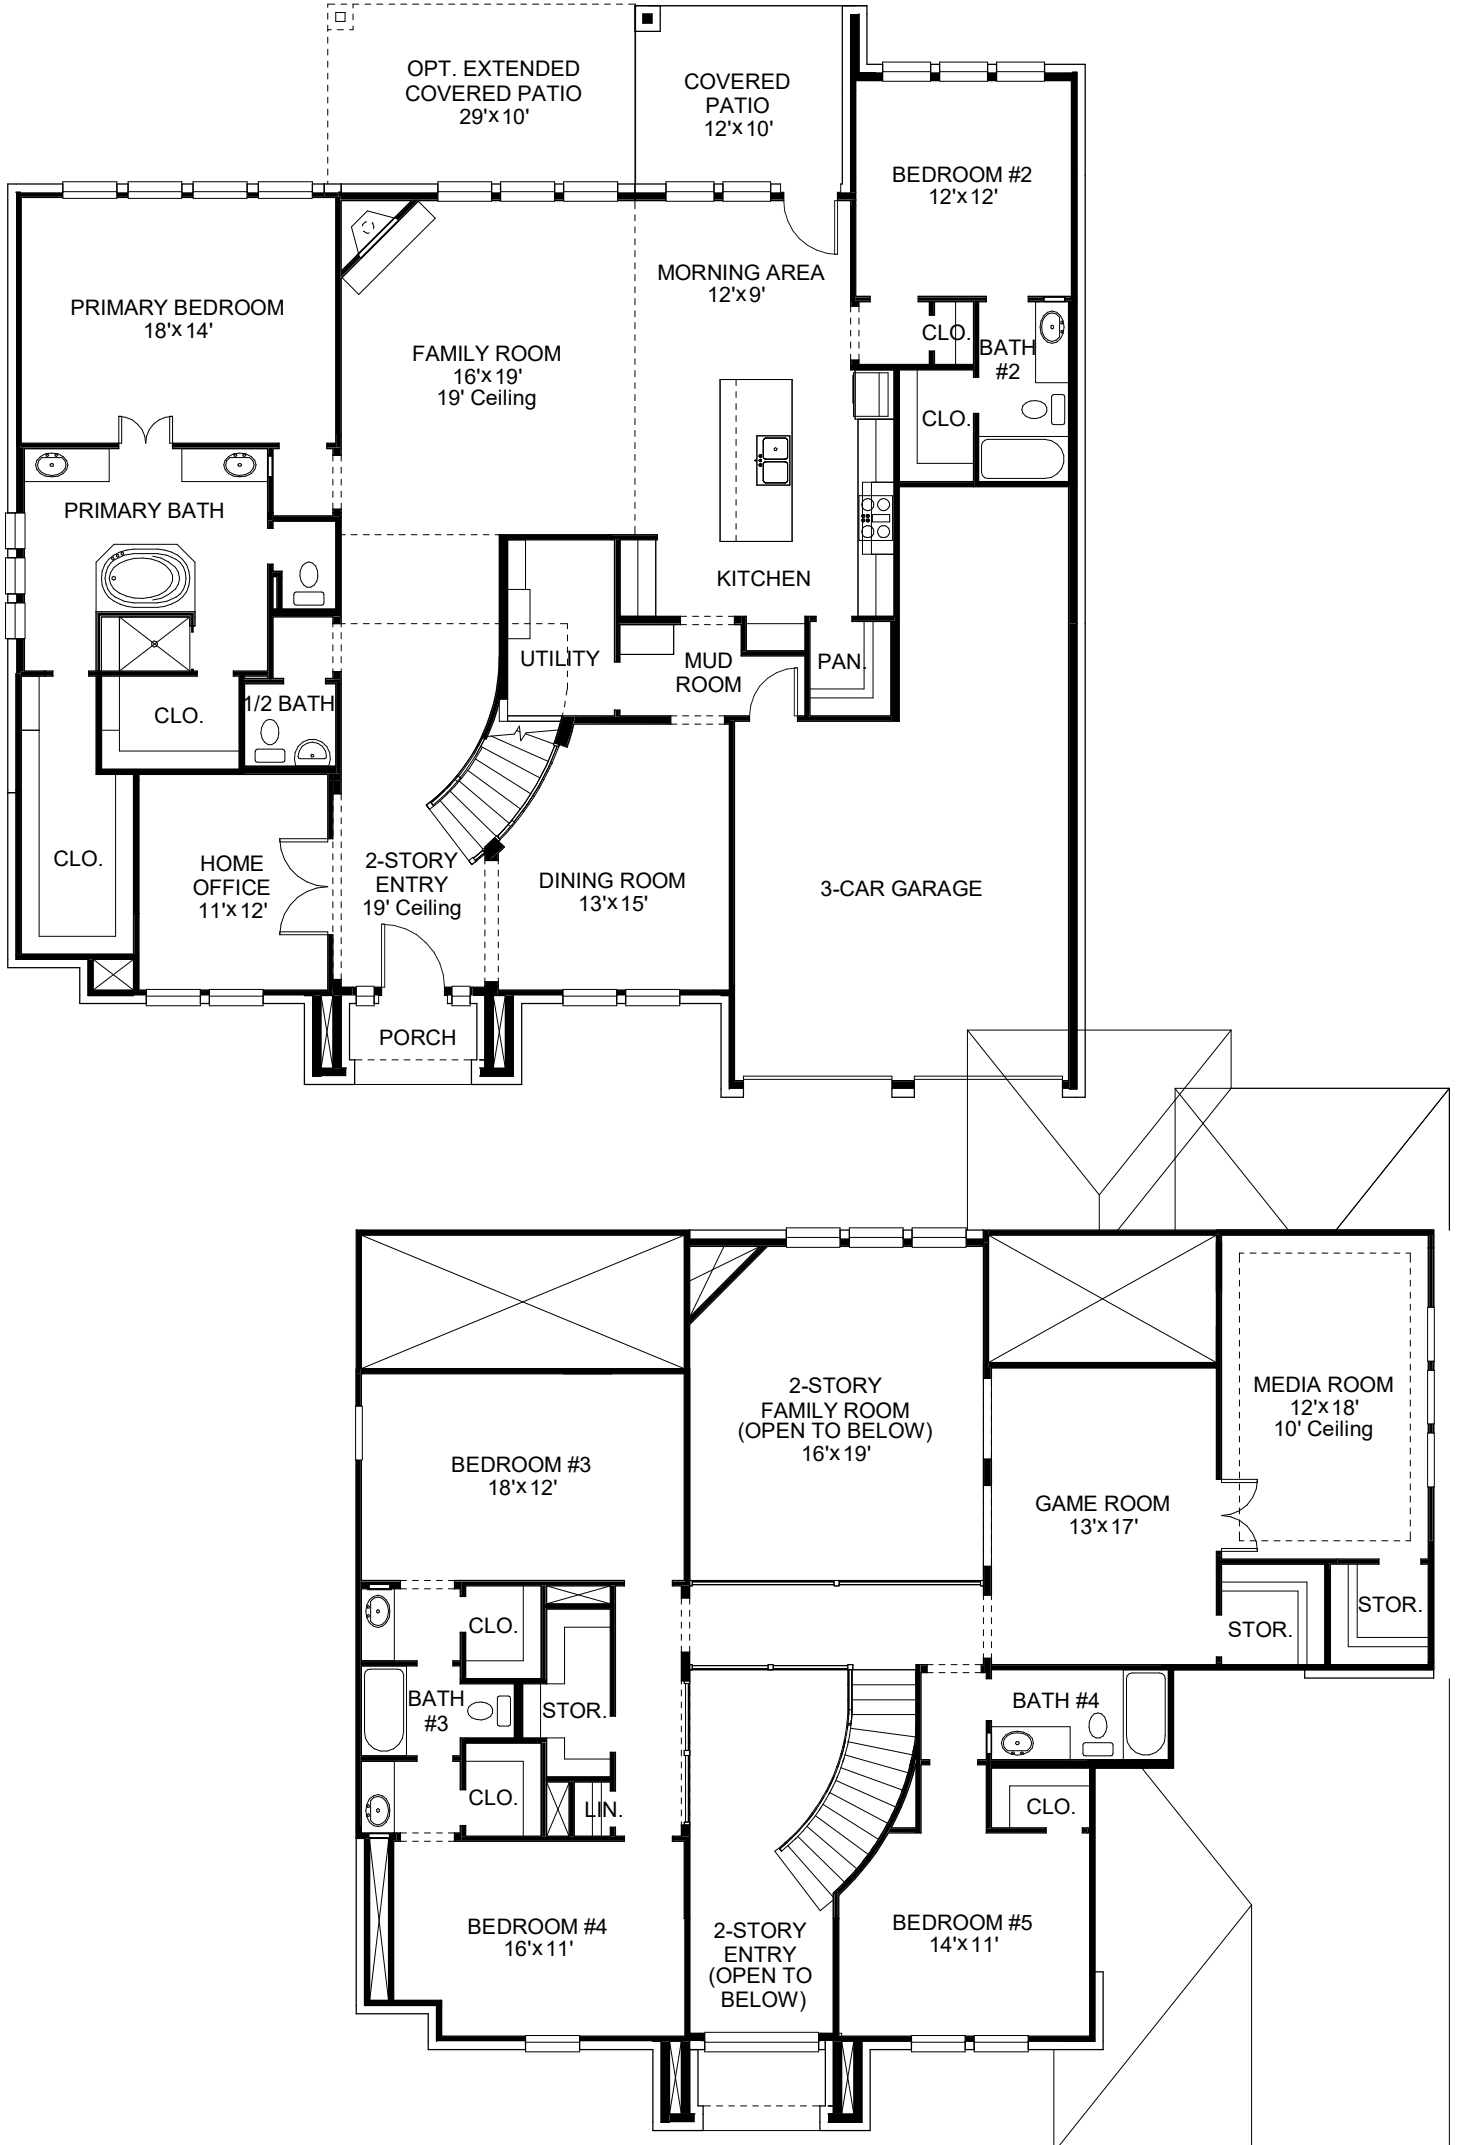 OPT. EXTENDED
COVERED PATIO
29'x10'
COVERED
PATIO
12'x10'
BEDROOM #2
12'x12'
MORNING AREA
12'x9'
PRIMARY BEDROOM
18'x14'
FAMILY ROOM
16'x19'
19' Ceiling
CLO.
BATH
#2
CLO.
PRIMARY BATH
KITCHEN
UTILITY
MUD
ROOM
PAN.
1/2 BATH
CLO.
CLO.
HOME
OFFICE
11'x12'
2-STORY
ENTRY
19' Ceiling
DINING ROOM
13'x15'
3-CAR GARAGE
PORCH
2-STORY
FAMILY ROOM
(OPEN TO BELOW)
16'x19'
MEDIA ROOM
12'x18'
10' Ceiling
BEDROOM #3
18'x12'
GAME ROOM
13'x17'
CLO.
STOR.
STOR.
BATH
#3
STOR.
BATH #4
CLO.
LIN.
CLO.
BEDROOM #4
16'x11'
2-STORY
ENTRY
(OPEN TO
BELOW)
BEDROOM #5
14'x11'